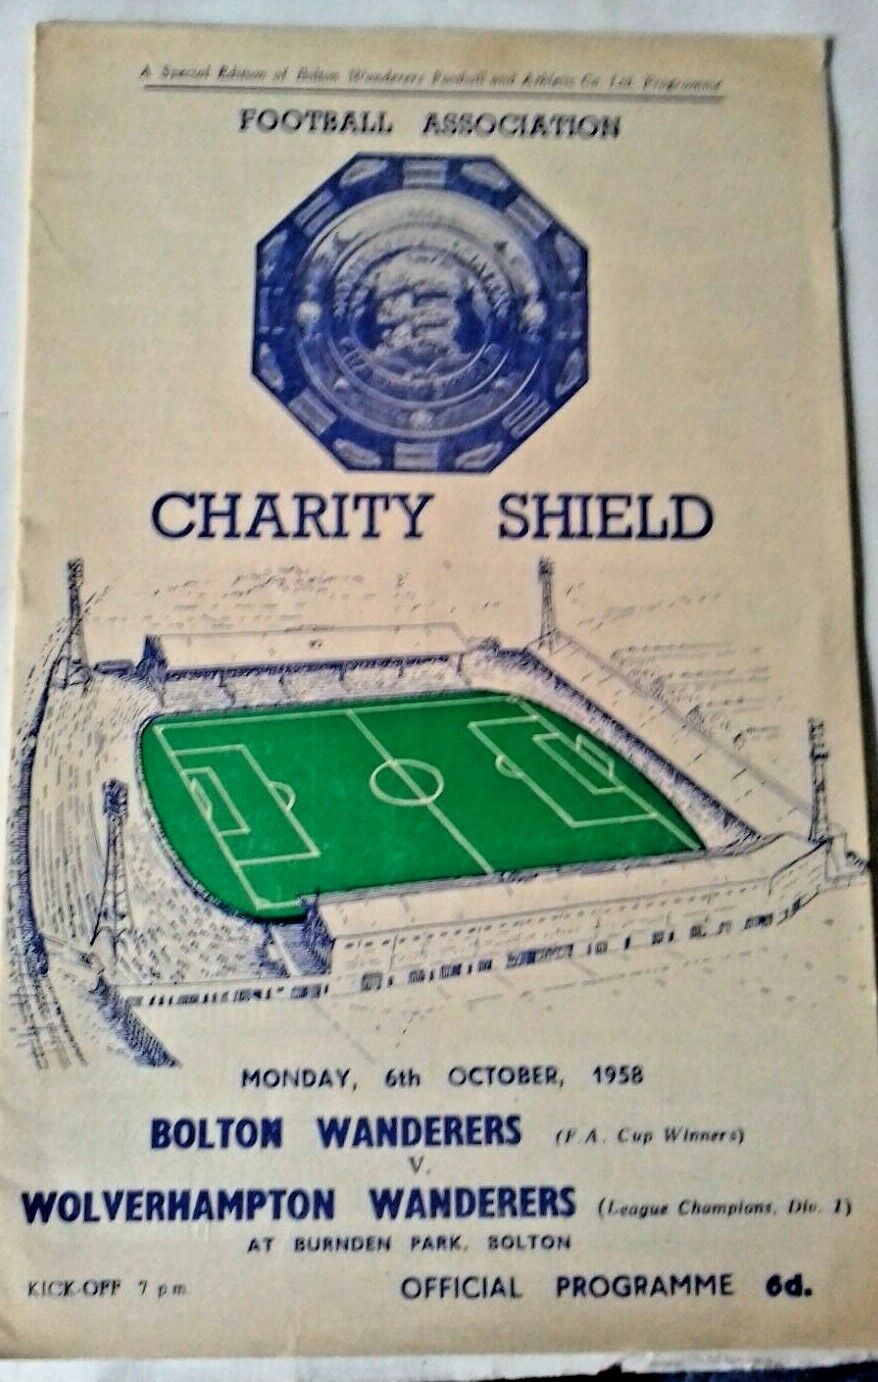 A Special Edition of Bolton Wanderers Football and Athletic Co Ltd. Programme
FOOTBALL ASSOCIATION
CHARITY SHIELD
MONDAY, 6th OCTOBER, 1958
BOLTON WANDERERS (F.A. Cup Winners)
V.
WOLVERHAMPTON WANDERERS (League Champions, Div. 1)
AT BURNDEN PARK, BOLTON
KICK-OFF 7 pm
OFFICIAL PROGRAMME 6d.